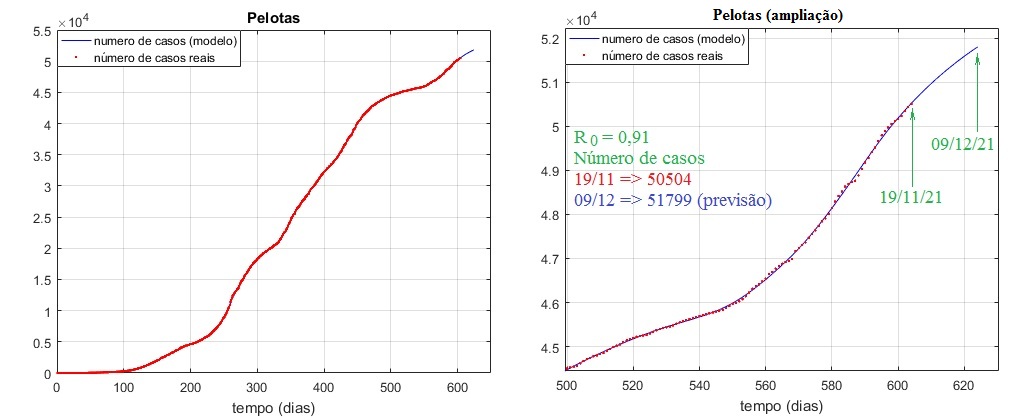 Pelotas
×10⁴
numero de casos (modelo)
número de casos reais
5.5
5
4.5
4
3.5
3
2.5
2
1.5
1
0.5
0
0 100 200 300 400 500 600
tempo (dias)
Pelotas (ampliação)
×10⁴
numero de casos (modelo)
número de casos reais
5.2
5.1
5
4.9
4.8
4.7
4.6
4.5
R₀ = 0,91
Número de casos
19/11 => 50504
09/12 => 51799 (previsão)
09/12/21
19/11/21
500 520 540 560 580 600 620
tempo (dias)